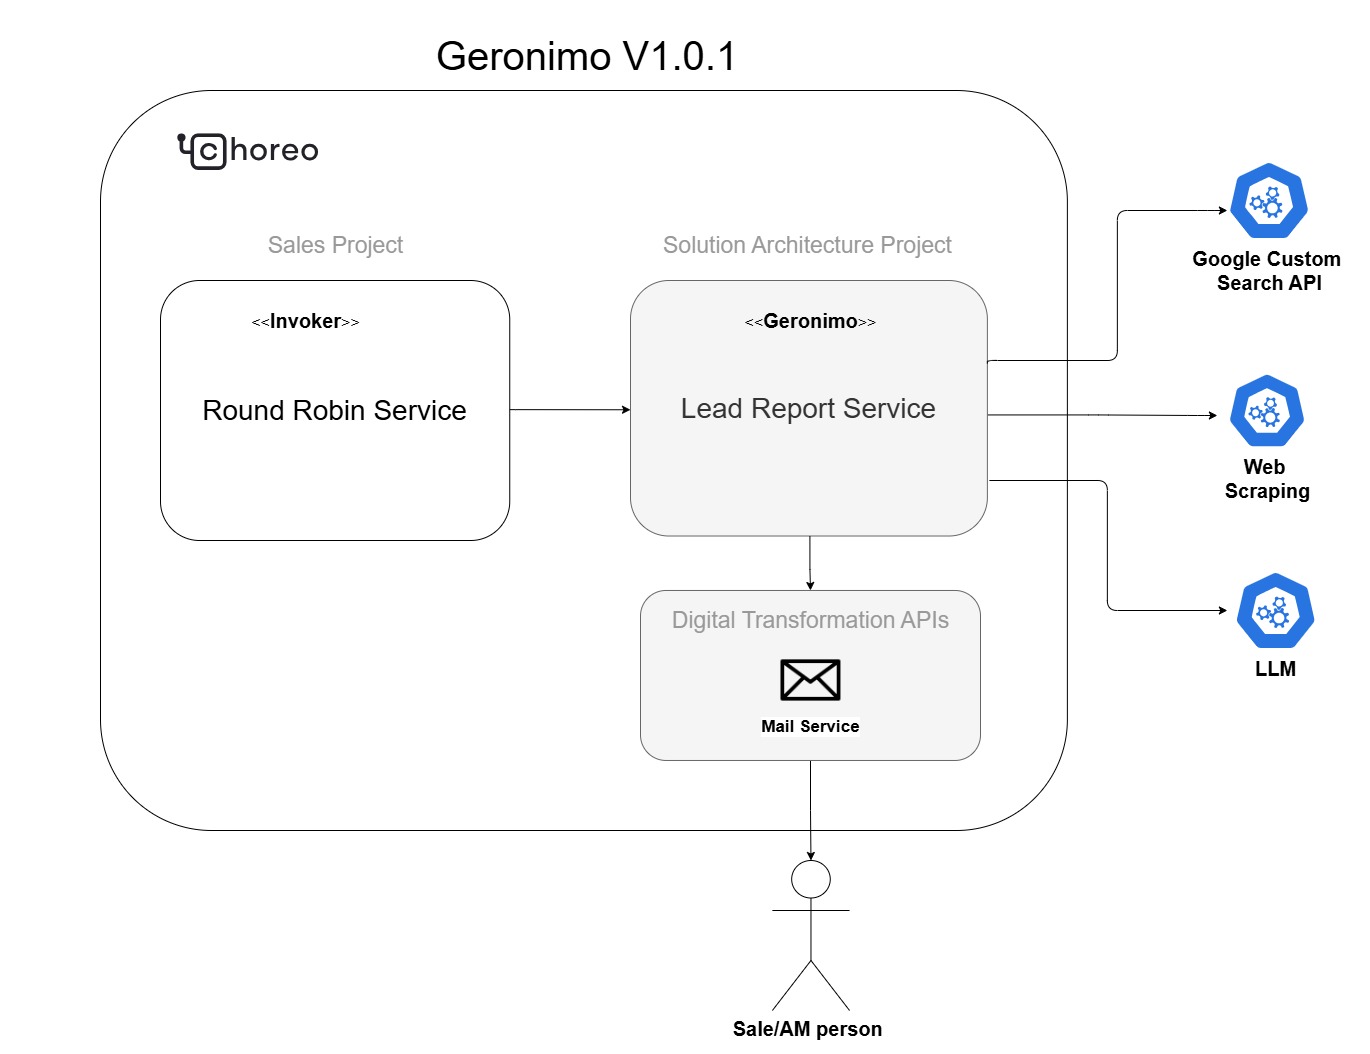 Geronimo V1.0.1
choreo
Sales Project
<<Invoker>>
Round Robin Service
Solution Architecture Project
<<Geronimo>>
Lead Report Service
Google Custom
Search API
Web
Scraping
LLM
Digital Transformation APIs
Mail Service
Sale/AM person